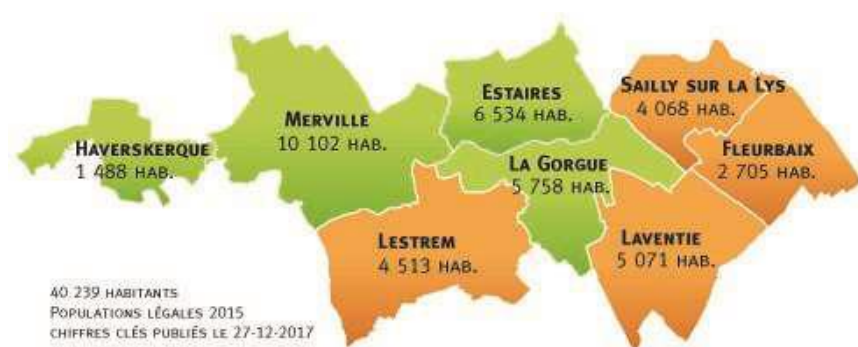 HAVERSKERQUE
1 488 HAB.
MERVILLE
10 102 HAB.
ESTAIRES
6 534 HAB.
SAILLY SUR LA LYS
4 068 HAB.
FLEURBAIX
2 705 HAB.
LA GORGUE
5 758 HAB.
LESTREM
4 513 HAB.
LAVENTIE
5 071 HAB.
40 239 HABITANTS
POPULATIONS LÉGALES 2015
CHIFFRES CLÉS PUBLIÉS LE 27-12-2017